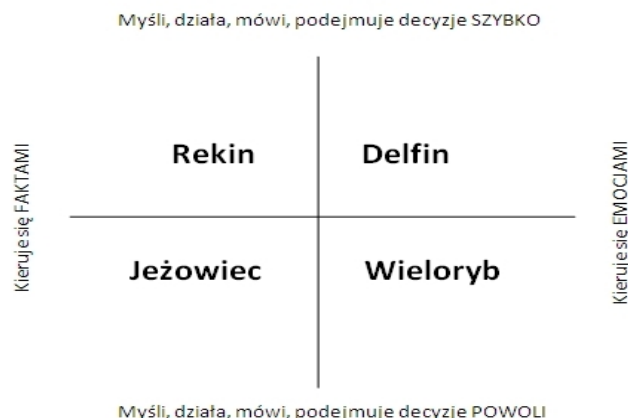 Myśli, działa, mówi, podejmuje decyzje SZYBKO
Kieruje się FAKTAMI
Rekin
Delfin
Kieruje się EMOCJAMI
Jeżowiec
Wieloryb
Myśli, działa, mówi, podejmuje decyzje POWOLI